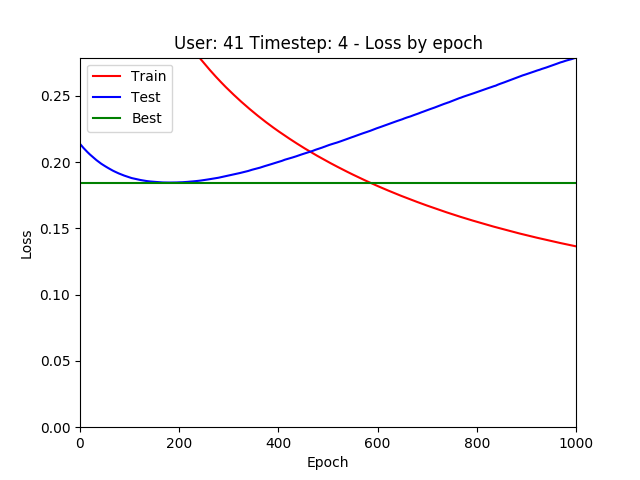 User: 41 Timestep: 4 - Loss by epoch
Train
Test
Best
Loss
0.25
0.20
0.15
0.10
0.05
0.00
0 200 400 600 800 1000
Epoch